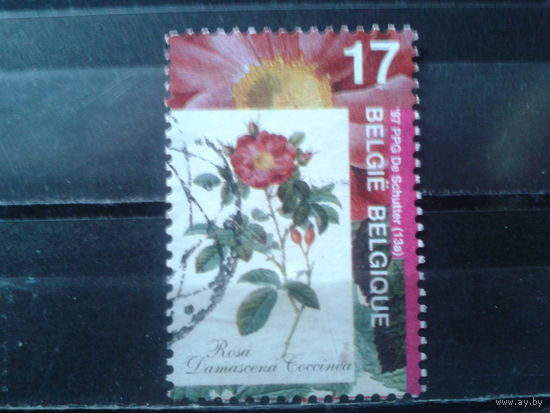 17
'97 PPG De Schutter (13a)
BELGIË BELGIQUE
Rosa
Damascena Coccinea
www.ay.by